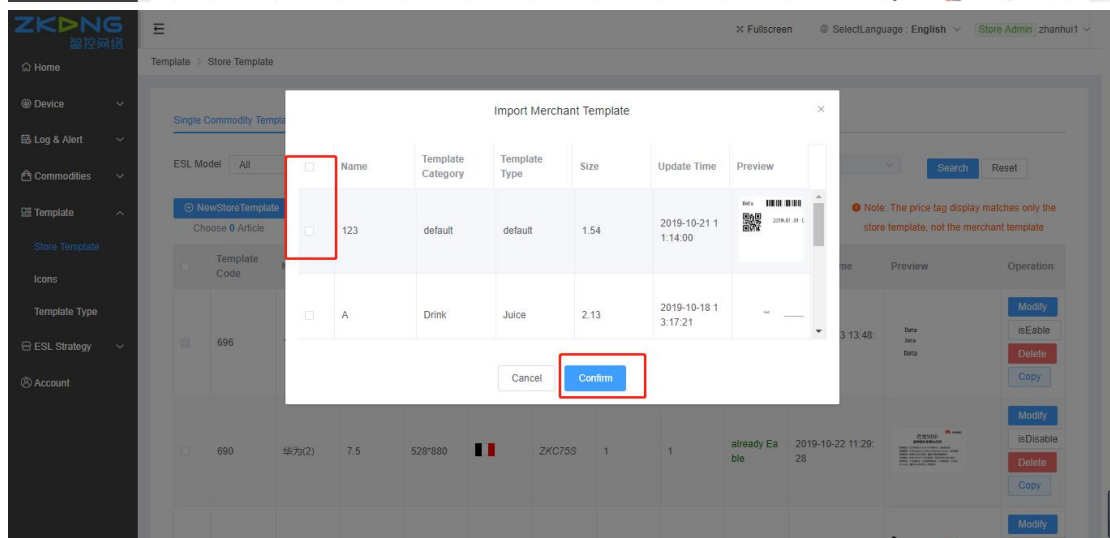 ZKONG
智控网络
Fullscreen
SelectLanguage : English
Store Admin zhanhui1
Home
Template > Store Template
Device
Log & Alert
Commodities
Template
Store Template
Icons
Template Type
ESL Strategy
Account
Single Commodity Templa
ESL Model All
Search Reset
NewStoreTemplate
Choose 0 Article
Note: The price tag display matches only the
store template, not the merchant template
Import Merchant Template ×
Name Template Category Template Type Size Update Time Preview
123 default default 1.54 2019-10-21 1
1:14:00
Data
A Drink Juice 2.13 2019-10-18 1
3:17:21
Cancel Confirm
Template
Code
me Preview Operation
696
3 13:48:
Data
Data
Data
Modify
isEable
Delete
Copy
690 华为(2) 7.5 528*880 ZKC75S 1 1 already Ea
ble
2019-10-22 11:29:
28
Modify
isDisable
Delete
Copy
Modify